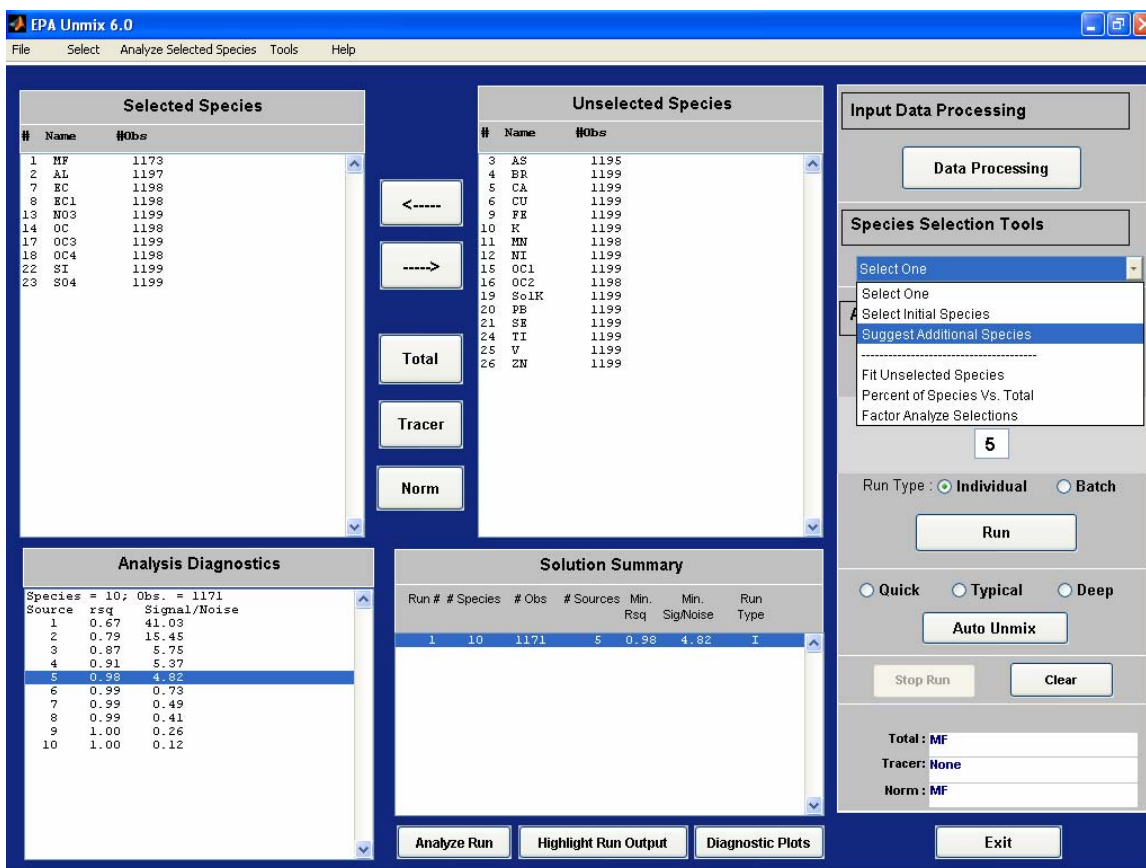 EPA Unmix 6.0
File Select Analyze Selected Species Tools Help
Selected Species
# Name #Obs
1 MF 1173
2 AL 1197
7 EC 1198
8 EC1 1198
13 NO3 1199
14 OC 1198
17 OC3 1199
18 OC4 1198
22 SI 1199
23 SO4 1199
<-----
----->
Total
Tracer
Norm
Unselected Species
# Name #Obs
3 AS 1195
4 BR 1199
5 CA 1199
6 CU 1199
9 FE 1199
10 K 1199
11 MN 1198
12 NI 1199
15 OC1 1199
16 OC2 1198
19 SolK 1199
20 PB 1199
21 SE 1199
24 TI 1199
25 V 1199
26 ZN 1199
Input Data Processing
Data Processing
Species Selection Tools
Select One
Select One
Select Initial Species
Suggest Additional Species
--------------------------------------
Fit Unselected Species
Percent of Species Vs. Total
Factor Analyze Selections
5
Run Type : Individual Batch
Run
Quick Typical Deep
Auto Unmix
Stop Run Clear
Total : MF
Tracer: None
Norm : MF
Exit
Analysis Diagnostics
Species = 10; Obs. = 1171
Source rsq Signal/Noise
1 0.67 41.03
2 0.79 15.45
3 0.87 5.75
4 0.91 5.37
5 0.98 4.82
6 0.99 0.73
7 0.99 0.49
8 0.99 0.41
9 1.00 0.26
10 1.00 0.12
Solution Summary
Run # # Species # Obs # Sources Min. Min. Run
Rsq Sig/Noise Type
1 10 1171 5 0.98 4.82 I
Analyze Run Highlight Run Output Diagnostic Plots